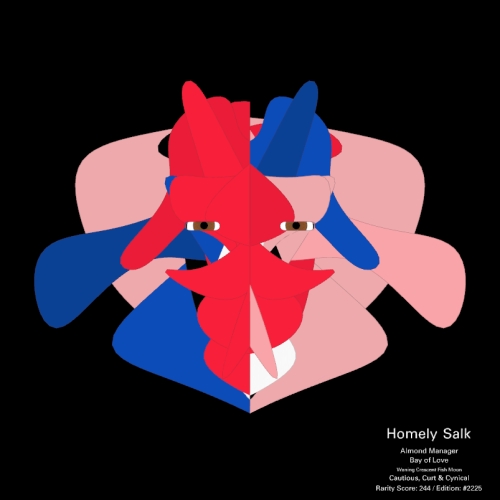 Homely Salk
Almond Manager
Bay of Love
Waning Crescent Fish Moon
Cautious, Curt & Cynical
Rarity Score: 244 / Edition: #2225